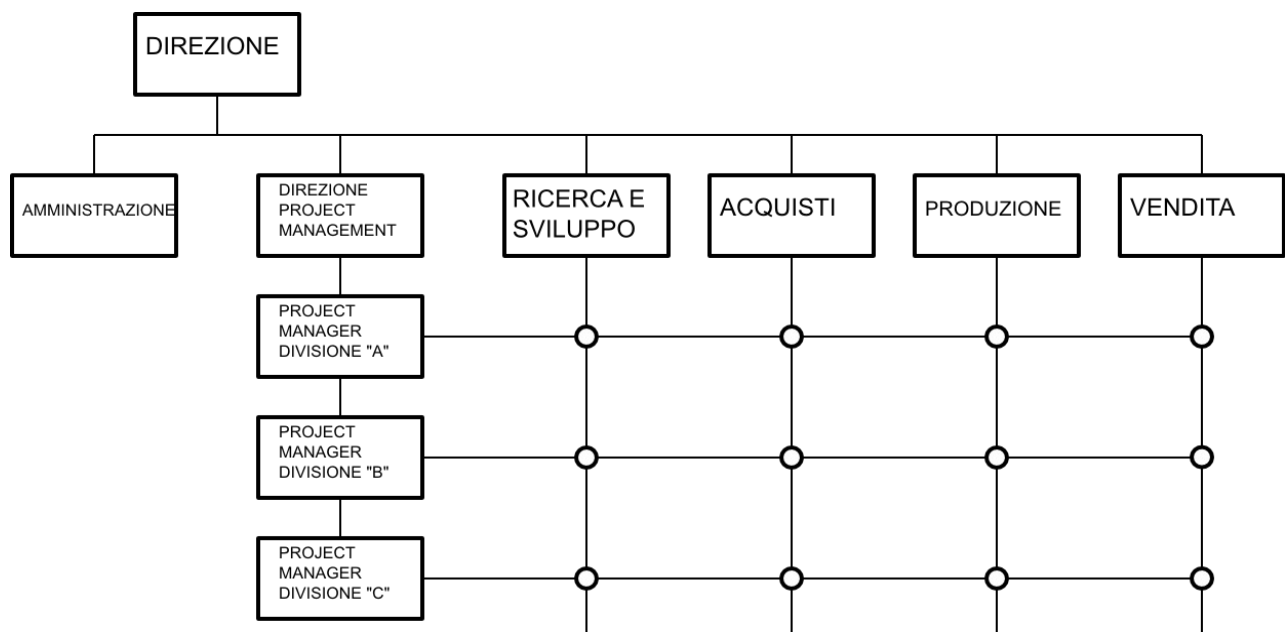 DIREZIONE
AMMINISTRAZIONE
DIREZIONE
PROJECT
MANAGEMENT
RICERCA E
SVILUPPO
ACQUISTI
PRODUZIONE
VENDITA
PROJECT
MANAGER
DIVISIONE "A"
PROJECT
MANAGER
DIVISIONE "B"
PROJECT
MANAGER
DIVISIONE "C"